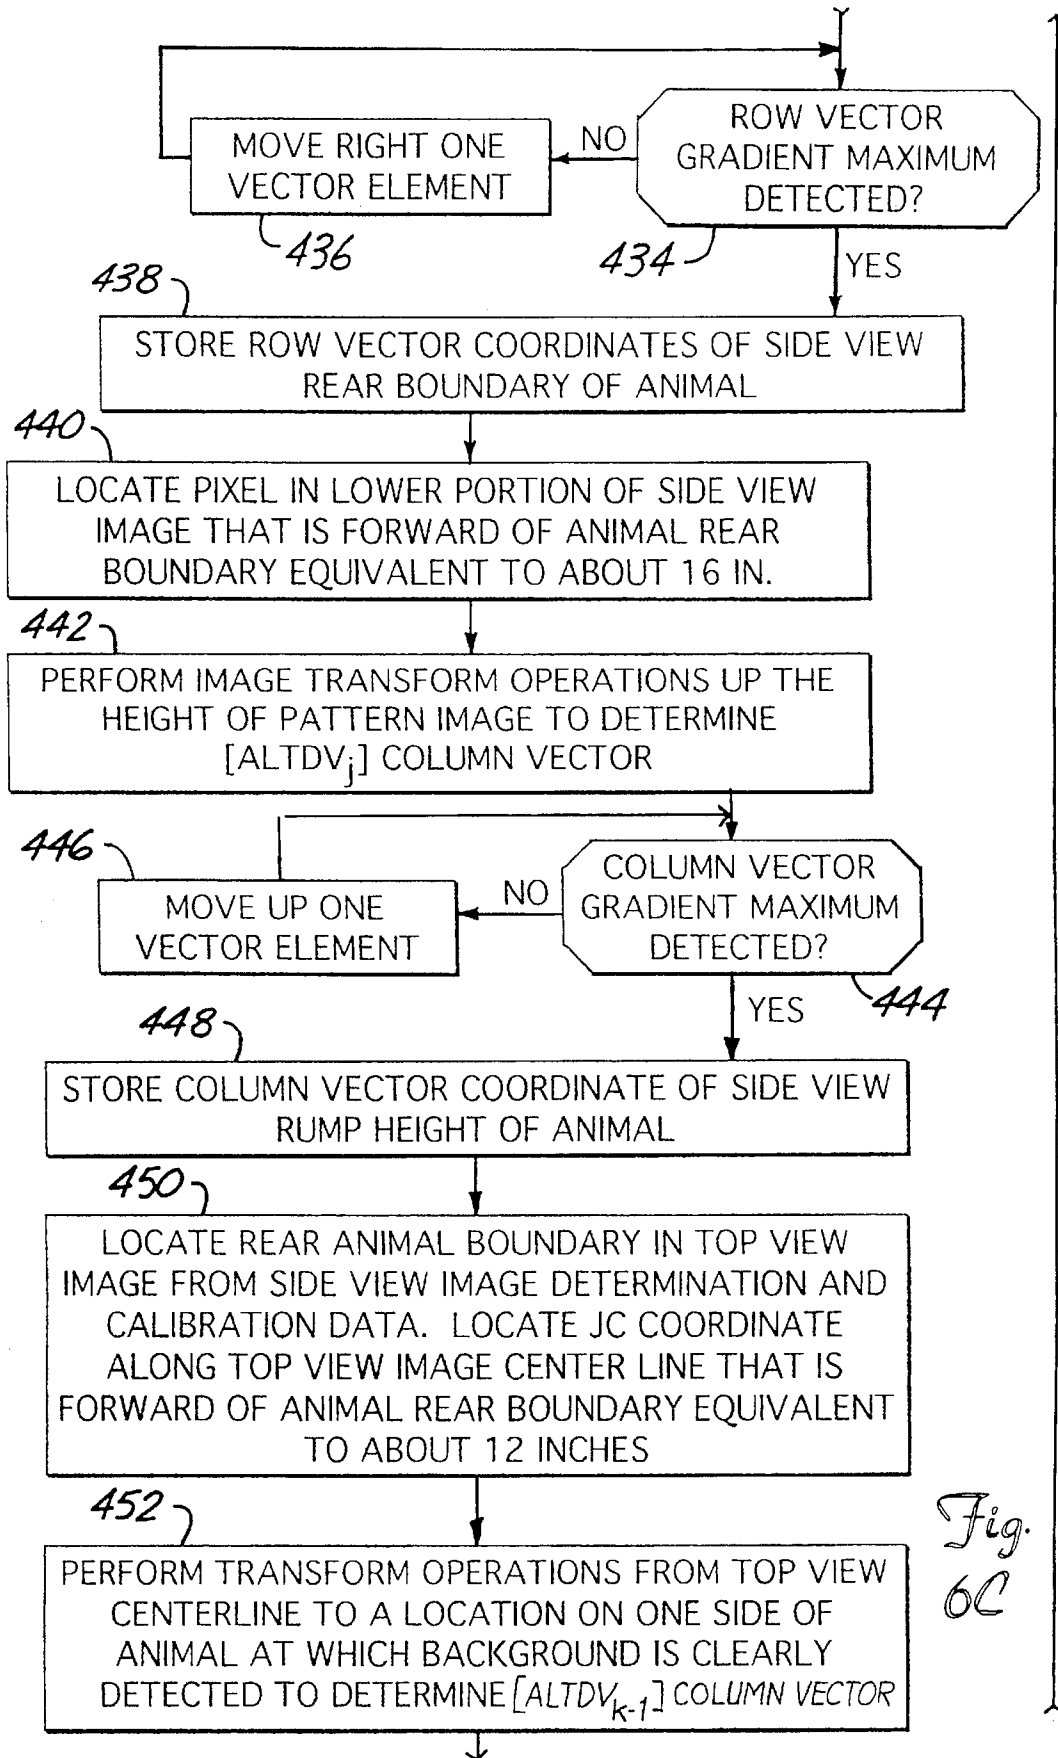 ROW VECTOR
GRADIENT MAXIMUM
DETECTED?
NO
MOVE RIGHT ONE
VECTOR ELEMENT
436
434
YES
438
STORE ROW VECTOR COORDINATES OF SIDE VIEW
REAR BOUNDARY OF ANIMAL
440
LOCATE PIXEL IN LOWER PORTION OF SIDE VIEW
IMAGE THAT IS FORWARD OF ANIMAL REAR
BOUNDARY EQUIVALENT TO ABOUT 16 IN.
442
PERFORM IMAGE TRANSFORM OPERATIONS UP THE
HEIGHT OF PATTERN IMAGE TO DETERMINE
[ALTDVj] COLUMN VECTOR
446
COLUMN VECTOR
GRADIENT MAXIMUM
DETECTED?
NO
MOVE UP ONE
VECTOR ELEMENT
444
YES
448
STORE COLUMN VECTOR COORDINATE OF SIDE VIEW
RUMP HEIGHT OF ANIMAL
450
LOCATE REAR ANIMAL BOUNDARY IN TOP VIEW
IMAGE FROM SIDE VIEW IMAGE DETERMINATION AND
CALIBRATION DATA. LOCATE JC COORDINATE
ALONG TOP VIEW IMAGE CENTER LINE THAT IS
FORWARD OF ANIMAL REAR BOUNDARY EQUIVALENT
TO ABOUT 12 INCHES
452
PERFORM TRANSFORM OPERATIONS FROM TOP VIEW
CENTERLINE TO A LOCATION ON ONE SIDE OF
ANIMAL AT WHICH BACKGROUND IS CLEARLY
DETECTED TO DETERMINE [ALTDVk-1] COLUMN VECTOR
Fig.
6C